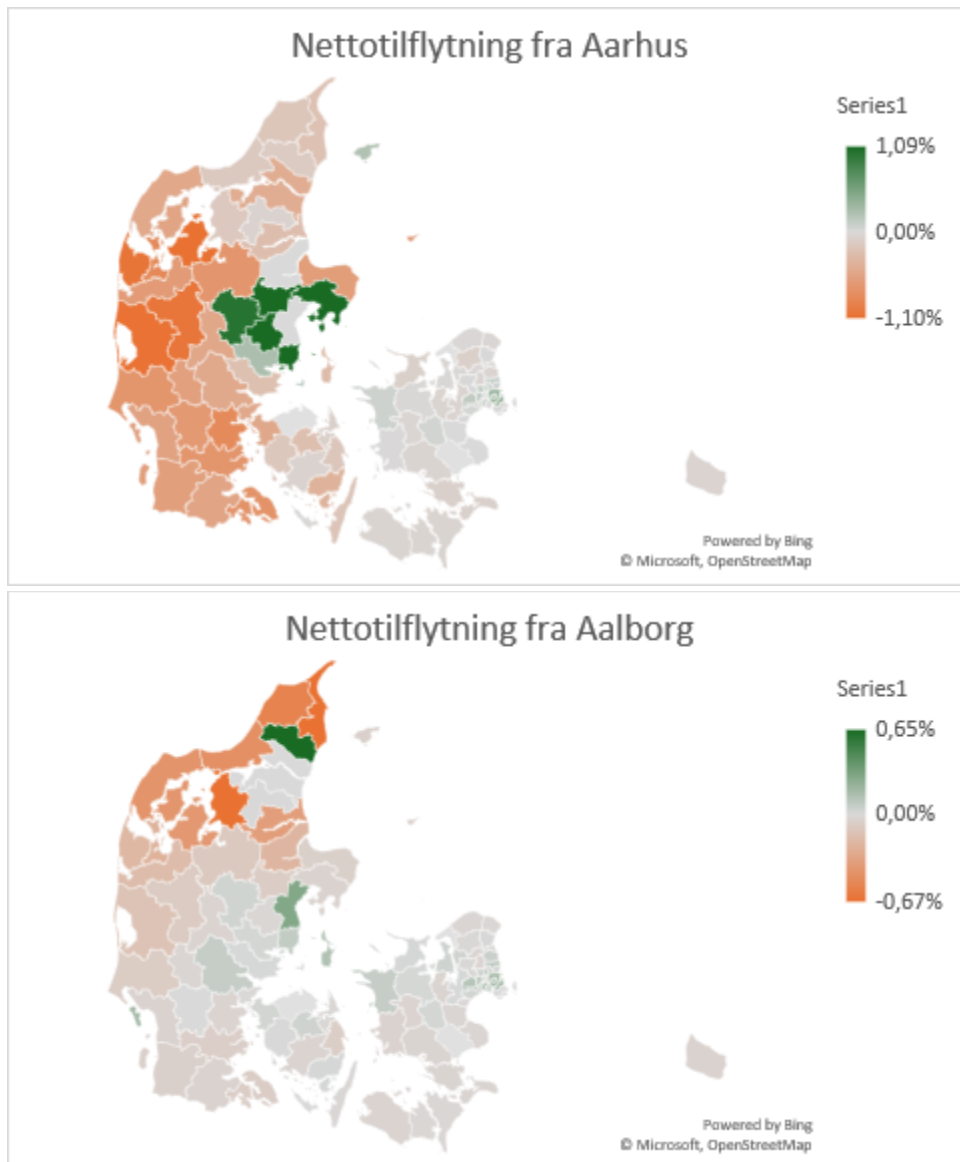 Nettotilflytning fra Aarhus
Series1
1,09%
0,00%
-1,10%
Powered by Bing
© Microsoft, OpenStreetMap
Nettotilflytning fra Aalborg
Series1
0,65%
0,00%
-0,67%
Powered by Bing
© Microsoft, OpenStreetMap